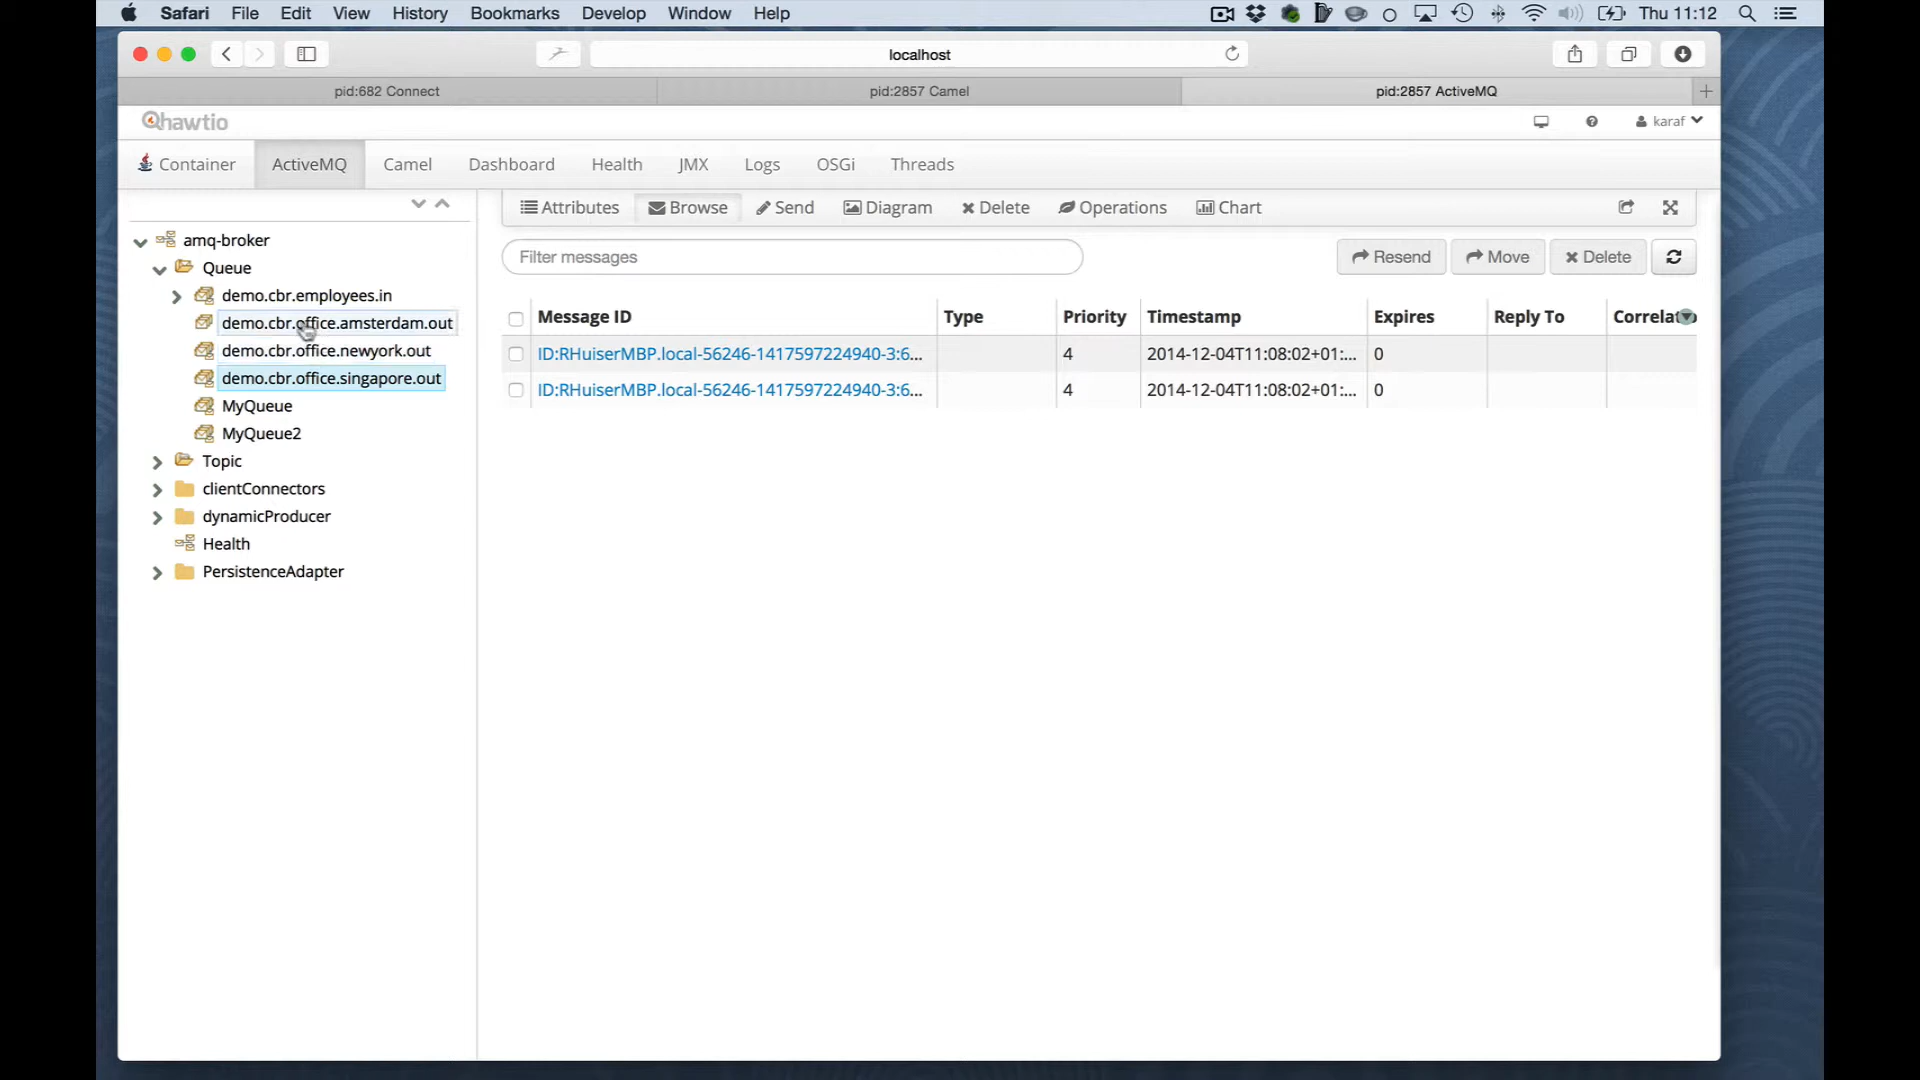 Safari File Edit View History Bookmarks Develop Window Help Thu 11:12
localhost
pid:682 Connect pid:2857 Camel pid:2857 ActiveMQ
hawtio karaf
Container ActiveMQ Camel Dashboard Health JMX Logs OSGi Threads
Attributes Browse Send Diagram Delete Operations Chart
amq-broker
Filter messages Resend Move Delete
Queue
demo.cbr.employees.in
Message ID Type Priority Timestamp Expires Reply To
demo.cbr.office.amsterdam.out
demo.cbr.office.newyork.out
ID:RHuiserMBP.local-56246-1417597224940-3:6... 4 2014-12-04T11:08:02+01:... 0
demo.cbr.office.singapore.out
ID:RHuiserMBP.local-56246-1417597224940-3:6... 4 2014-12-04T11:08:02+01:... 0
MyQueue
MyQueue2
Topic
clientConnectors
dynamicProducer
Health
PersistenceAdapter